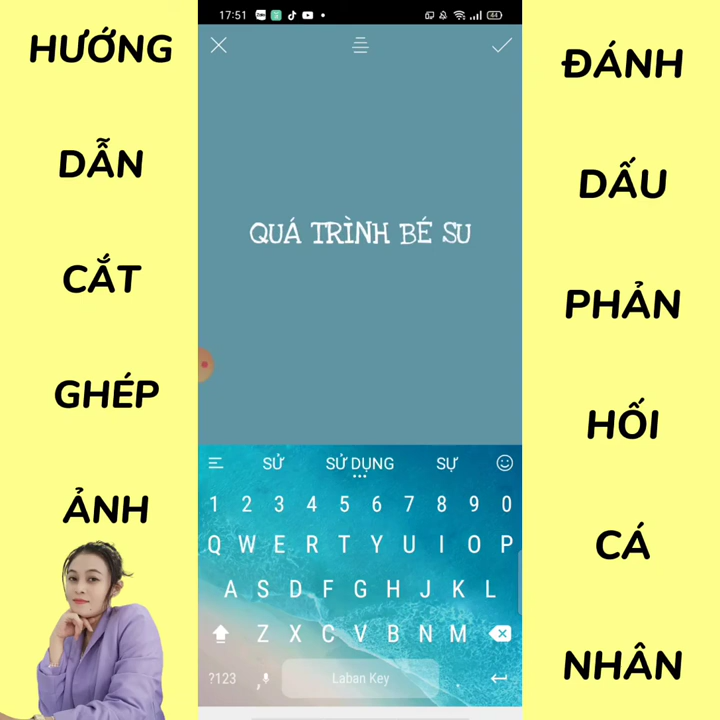 HƯỚNG
DẪN
CẮT
GHÉP
ẢNH
17:51
44
QUÁ TRÌNH BÉ SU
SỬ SỬ DỤNG SỰ
1 2 3 4 5 6 7 8 9 0
Q W E R T Y U I O P
A S D F G H J K L
Z X C V B N M
?123 , Laban Key .
ĐÁNH
DẤU
PHẢN
HỐI
CÁ
NHÂN